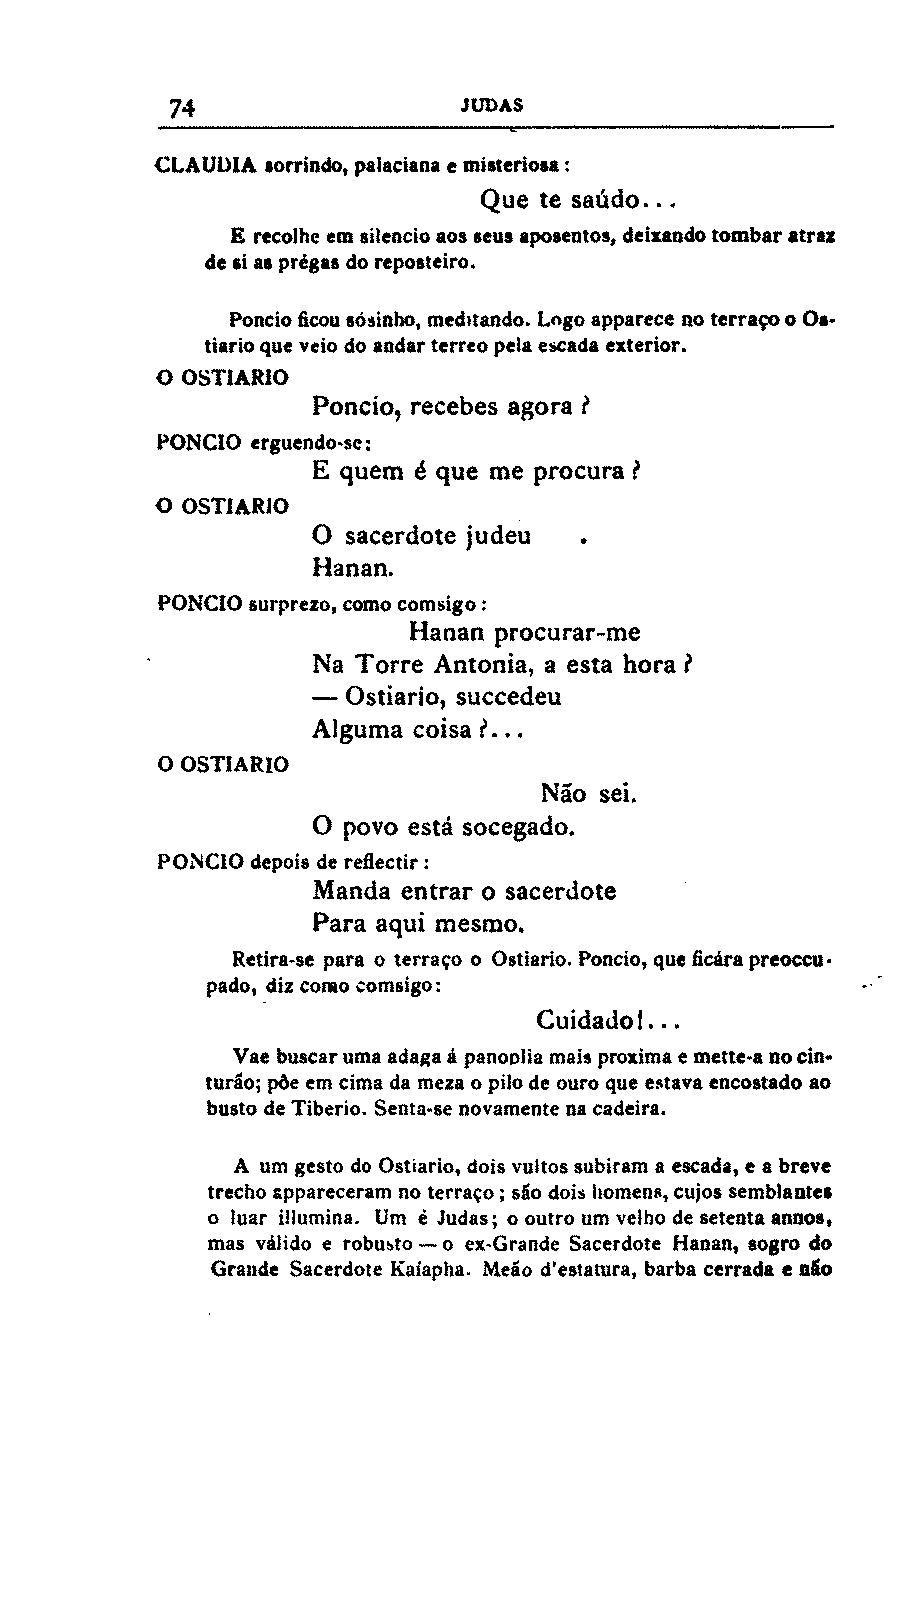 74 JUDAS
CLAUDIA sorrindo, palaciana e misteriosa :
Que te saúdo...
E recolhe em silencio aos seus aposentos, deixando tombar atraz
de si as prégas do reposteiro.
Poncio ficou sósinho, meditando. Logo apparece no terraço o Os-
tiario que veio do andar terreo pela escada exterior.
O OSTIARIO
Poncio, recebes agora ?
PONCIO erguendo-se:
E quem é que me procura ?
O OSTIARIO
O sacerdote judeu
Hanan.
PONCIO surprezo, como comsigo :
Hanan procurar-me
Na Torre Antonia, a esta hora ?
— Ostiario, succedeu
Alguma coisa ?...
O OSTIARIO
Não sei.
O povo está socegado.
PONCIO depois de reflectir :
Manda entrar o sacerdote
Para aqui mesmo.
Retira-se para o terraço o Ostiario. Poncio, que ficára preoccu-
pado, diz como comsigo:
Cuidado!...
Vae buscar uma adaga á panoplia mais proxima e mette-a no cin-
turão; põe em cima da meza o pilo de ouro que estava encostado ao
busto de Tiberio. Senta-se novamente na cadeira.
A um gesto do Ostiario, dois vultos subiram a escada, e a breve
trecho appareceram no terraço ; são dois homens, cujos semblantes
o luar illumina. Um é Judas; o outro um velho de setenta annos,
mas válido e robusto — o ex-Grande Sacerdote Hanan, sogro do
Grande Sacerdote Kaíapha. Meão d'estatura, barba cerrada e não